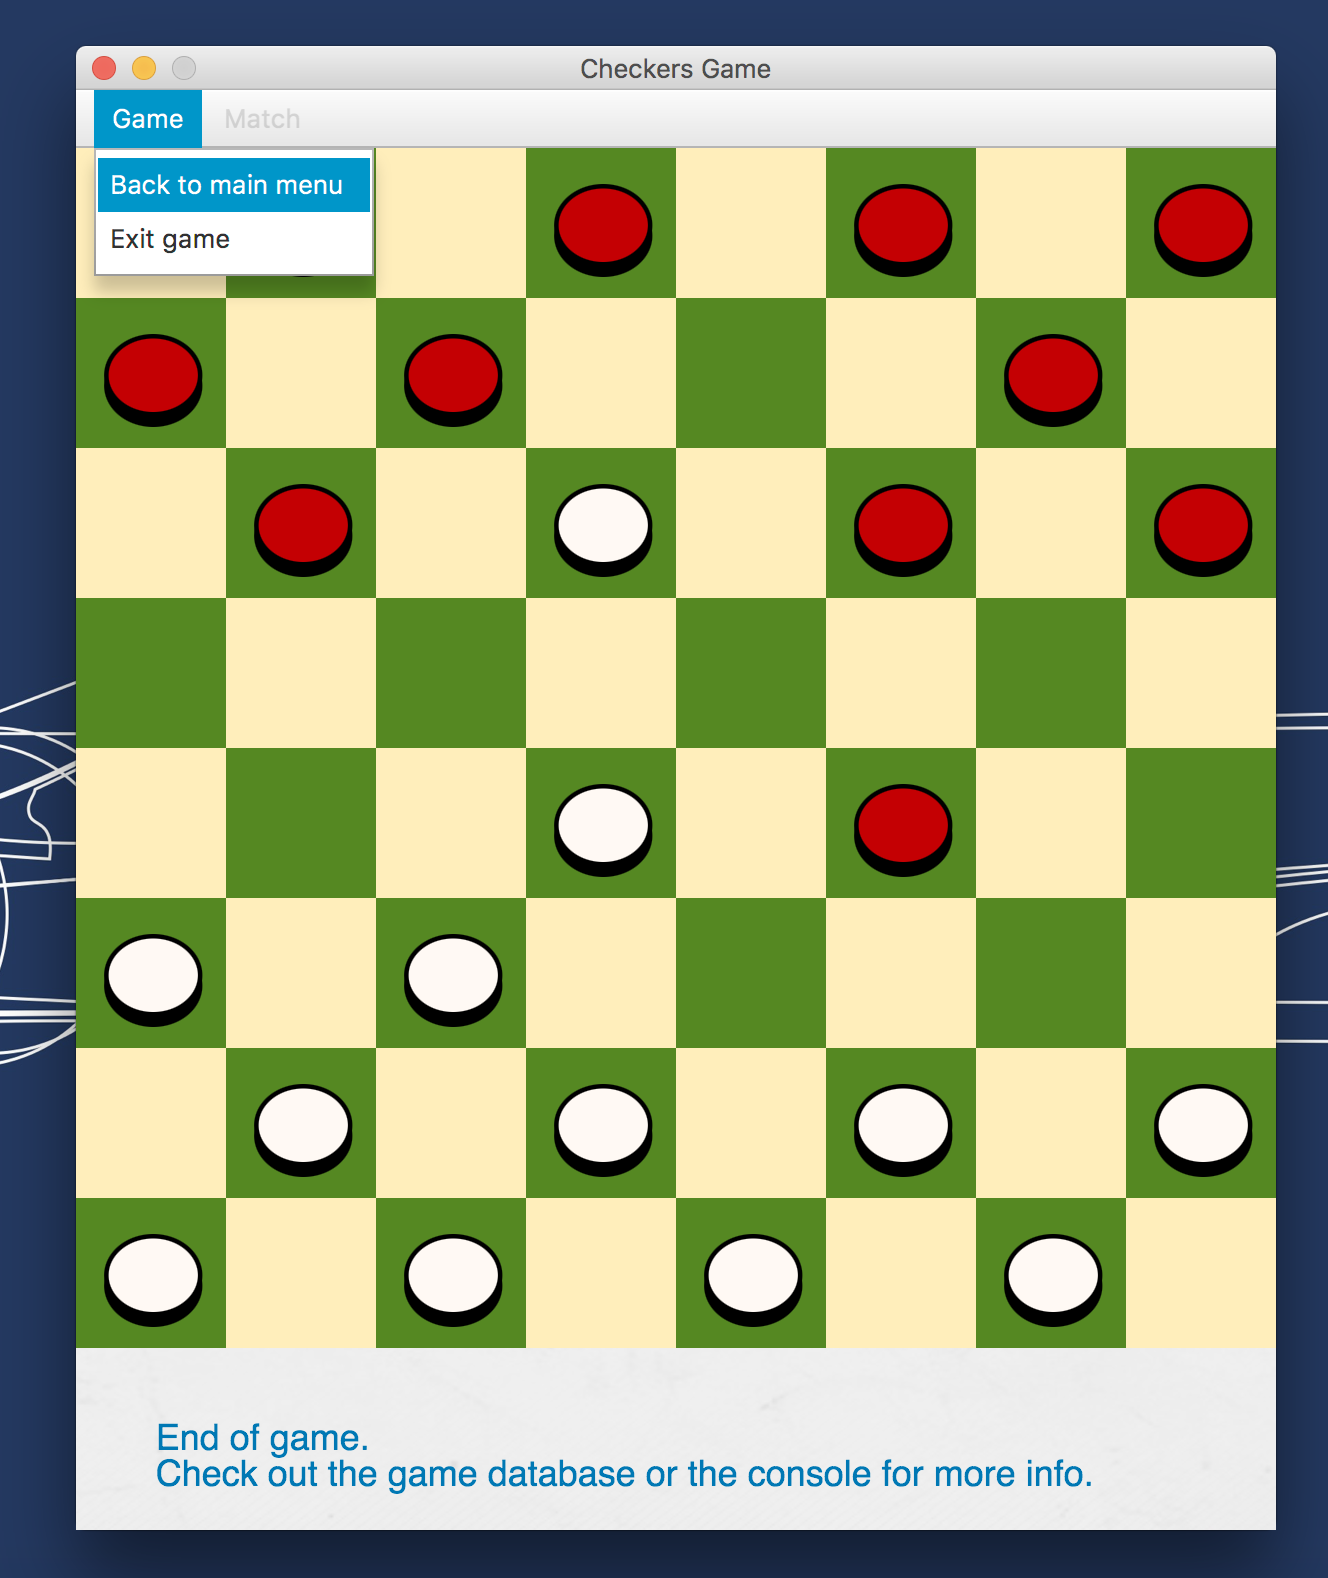 Checkers Game
Game Match
Back to main menu
Exit game
End of game.
Check out the game database or the console for more info.